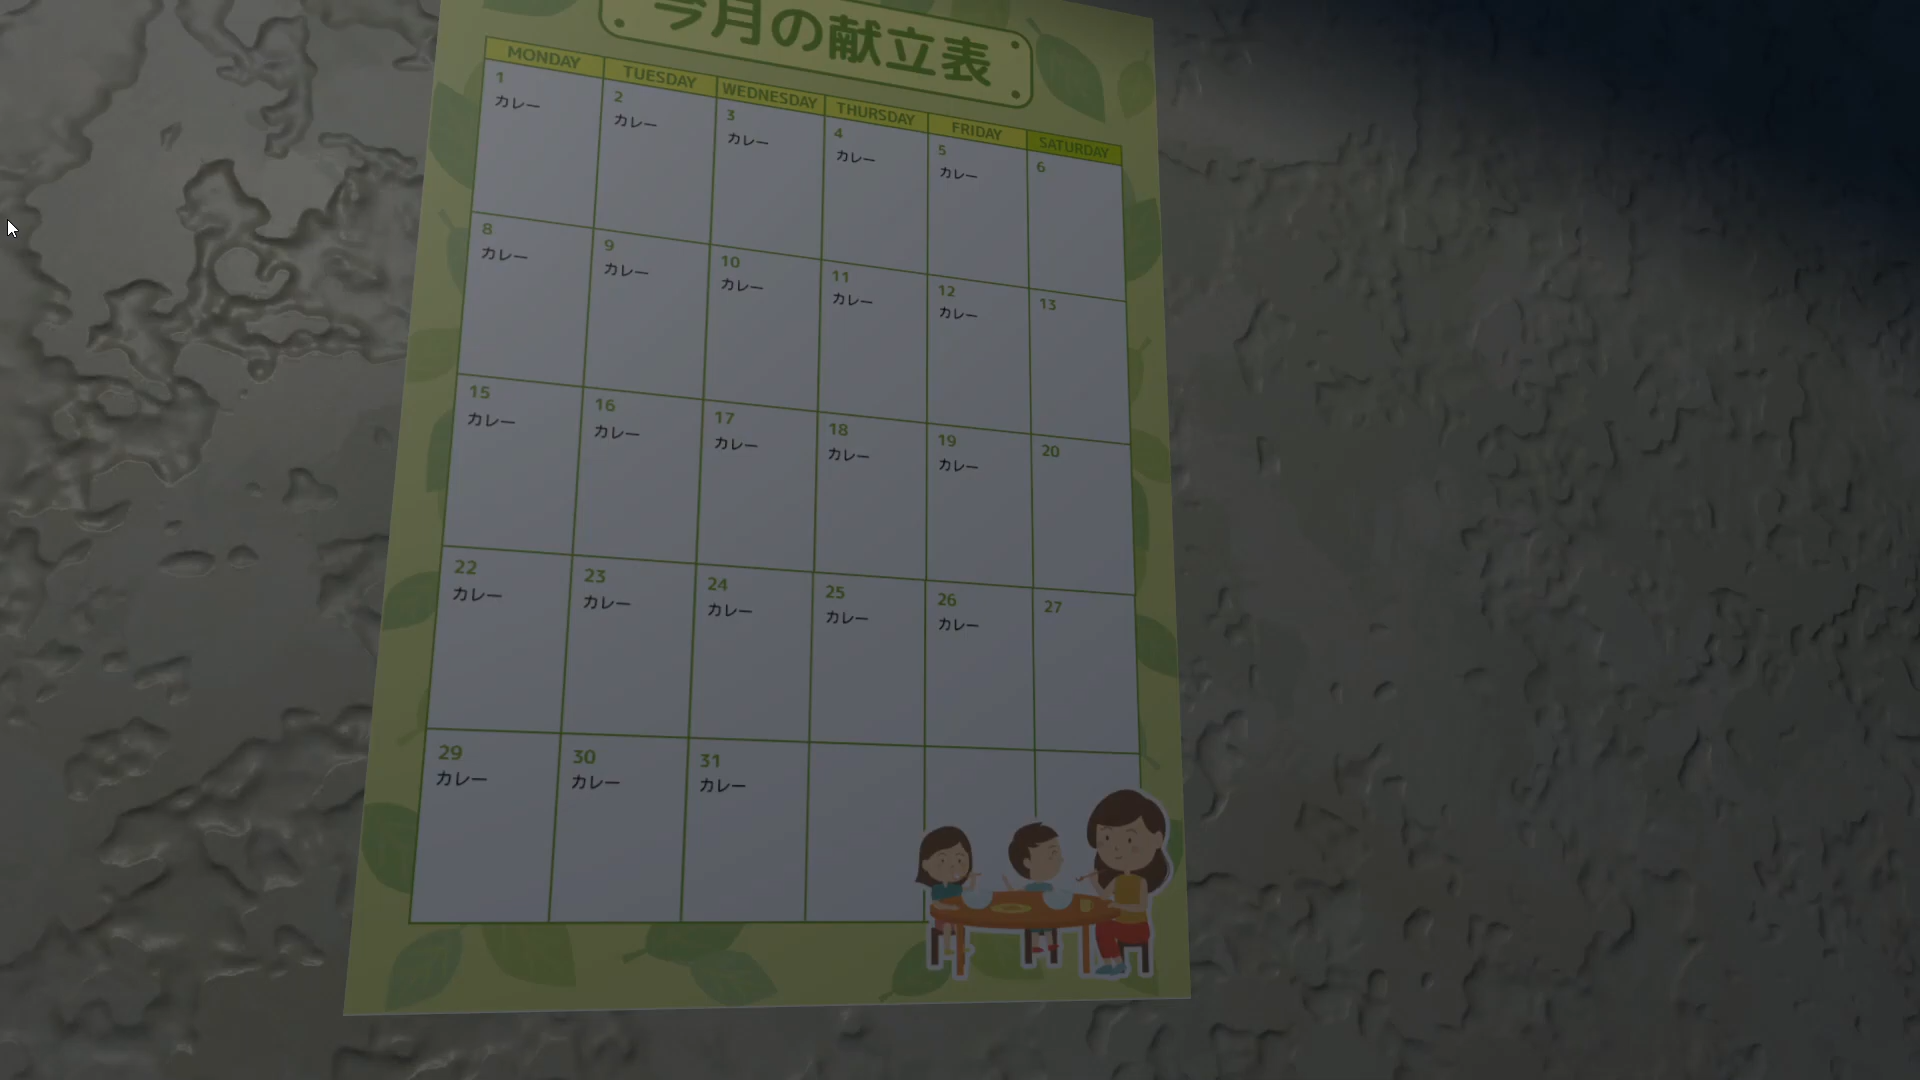 今月の献立表
MONDAY TUESDAY WEDNESDAY THURSDAY FRIDAY SATURDAY
1 2 3 4 5 6
カレー カレー カレー カレー カレー
8 9 10 11 12 13
カレー カレー カレー カレー カレー
15 16 17 18 19 20
カレー カレー カレー カレー カレー
22 23 24 25 26 27
カレー カレー カレー カレー カレー
29 30 31
カレー カレー カレー